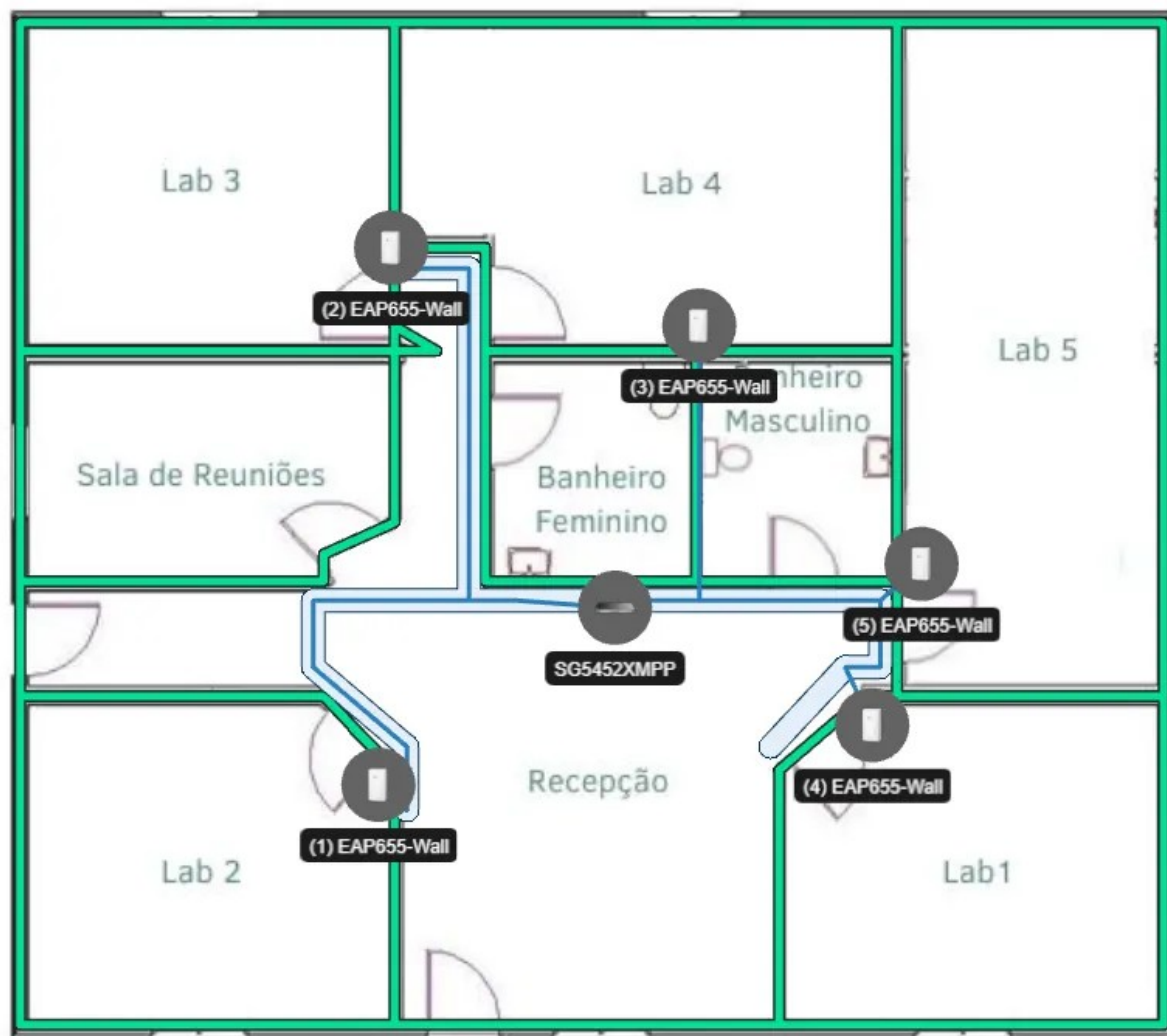 Lab 3
Lab 4
(2) EAP655-Wall
Lab 5
(3) EAP655-Wall
Masculino
Sala de Reuniões
Banheiro
Feminino
(5) EAP655-Wall
SG5452XMPP
Recepção
(4) EAP655-Wall
(1) EAP655-Wall
Lab 2
Lab1